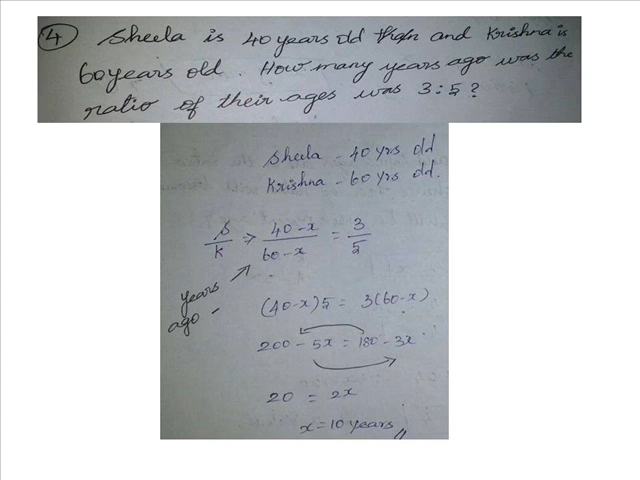 4 Sheela is 40 years old than and Krishna is
60 years old. How many years ago was the
ratio of their ages was 3:5?
Sheela - 40 yrs old
Krishna - 60 yrs old.
S/K ⇒ 40-x/60-x = 3/5
years ago -
(40-x)5 = 3(60-x)
200 - 5x = 180 - 3x
20 = 2x
x = 10 years //